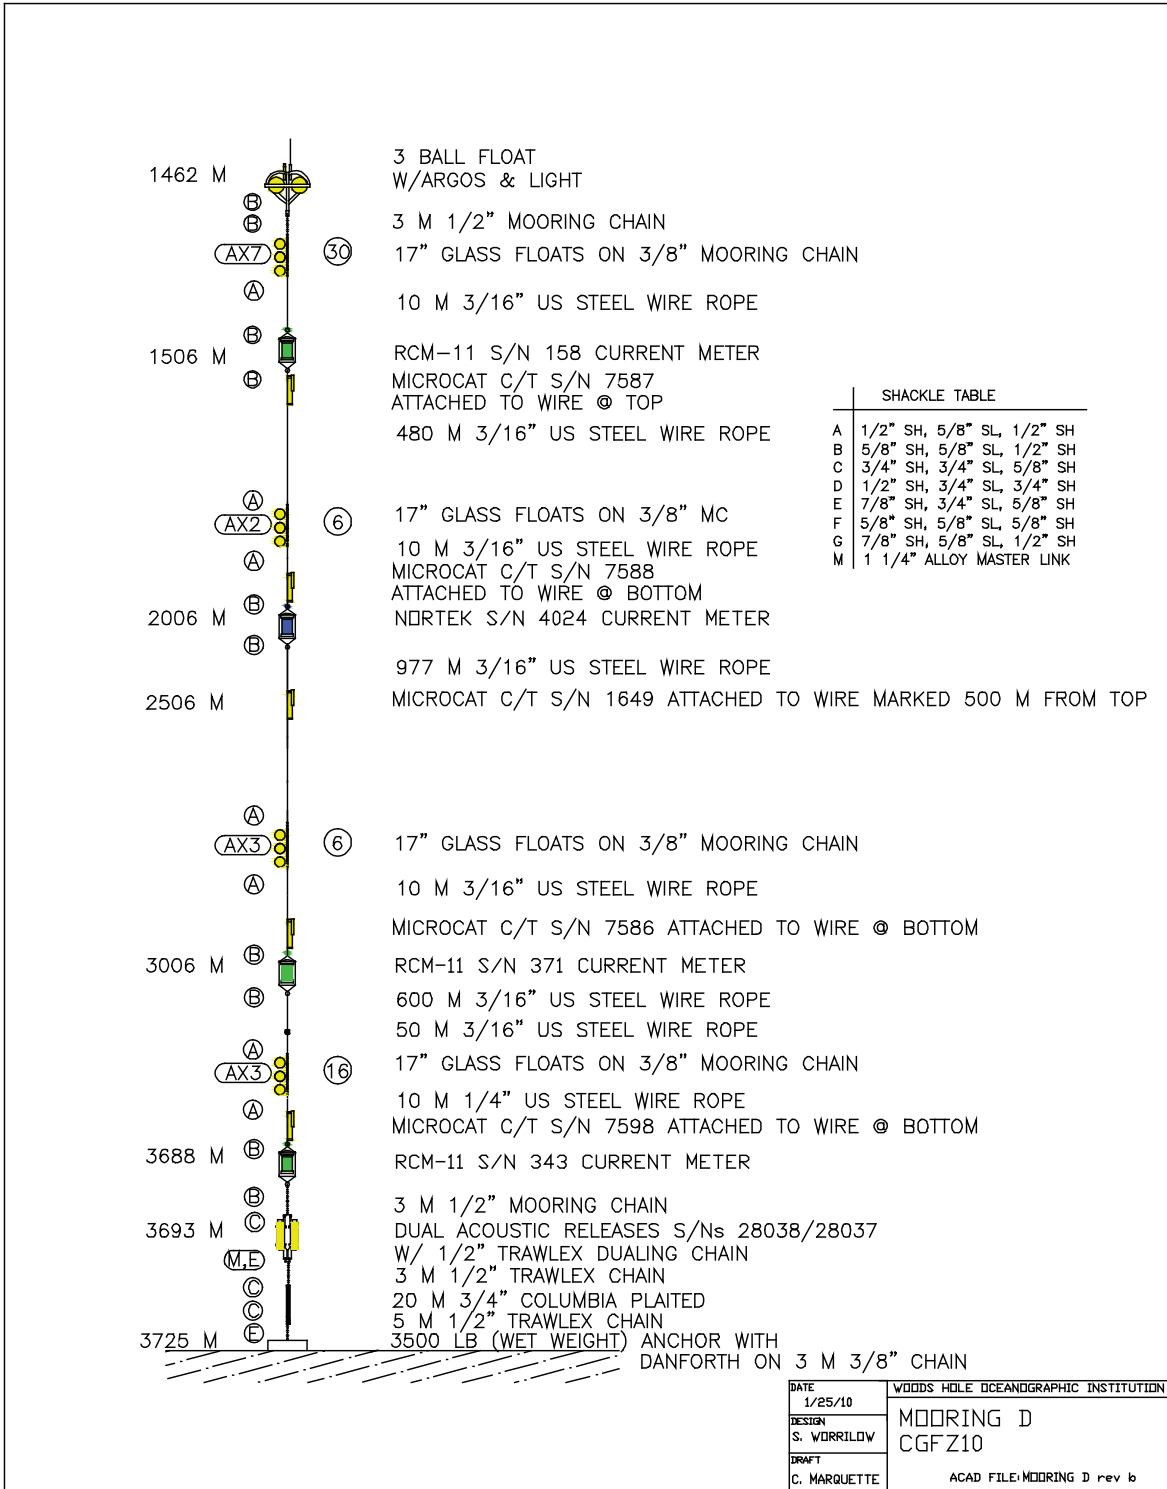 1462 M
3 BALL FLOAT
W/ARGOS & LIGHT
B
B
3 M 1/2" MOORING CHAIN
AX7
30
17" GLASS FLOATS ON 3/8" MOORING CHAIN
A
10 M 3/16" US STEEL WIRE ROPE
B
1506 M
RCM-11 S/N 158 CURRENT METER
B
MICROCAT C/T S/N 7587
ATTACHED TO WIRE @ TOP
480 M 3/16" US STEEL WIRE ROPE
SHACKLE TABLE
A 1/2" SH, 5/8" SL, 1/2" SH
B 5/8" SH, 5/8" SL, 1/2" SH
C 3/4" SH, 3/4" SL, 5/8" SH
D 1/2" SH, 3/4" SL, 3/4" SH
E 7/8" SH, 3/4" SL, 5/8" SH
F 5/8" SH, 5/8" SL, 5/8" SH
G 7/8" SH, 5/8" SL, 1/2" SH
M 1 1/4" ALLOY MASTER LINK
A
AX2
6
17" GLASS FLOATS ON 3/8" MC
10 M 3/16" US STEEL WIRE ROPE
A
MICROCAT C/T S/N 7588
ATTACHED TO WIRE @ BOTTOM
B
2006 M
NORTEK S/N 4024 CURRENT METER
B
977 M 3/16" US STEEL WIRE ROPE
2506 M
MICROCAT C/T S/N 1649 ATTACHED TO WIRE MARKED 500 M FROM TOP
A
AX3
6
17" GLASS FLOATS ON 3/8" MOORING CHAIN
A
10 M 3/16" US STEEL WIRE ROPE
MICROCAT C/T S/N 7586 ATTACHED TO WIRE @ BOTTOM
B
3006 M
RCM-11 S/N 371 CURRENT METER
B
600 M 3/16" US STEEL WIRE ROPE
50 M 3/16" US STEEL WIRE ROPE
A
AX3
16
17" GLASS FLOATS ON 3/8" MOORING CHAIN
10 M 1/4" US STEEL WIRE ROPE
A
MICROCAT C/T S/N 7598 ATTACHED TO WIRE @ BOTTOM
B
3688 M
RCM-11 S/N 343 CURRENT METER
B
3 M 1/2" MOORING CHAIN
C
3693 M
DUAL ACOUSTIC RELEASES S/Ns 28038/28037
W/ 1/2" TRAWLEX DUALING CHAIN
M,E
3 M 1/2" TRAWLEX CHAIN
C
20 M 3/4" COLUMBIA PLAITED
C
5 M 1/2" TRAWLEX CHAIN
E
3725 M
3500 LB (WET WEIGHT) ANCHOR WITH
DANFORTH ON 3 M 3/8" CHAIN
DATE
1/25/10
WOODS HOLE OCEANOGRAPHIC INSTITUTION
DESIGN
S. WORRILOW
MOORING D
CGFZ10
DRAFT
C. MARQUETTE
ACAD FILE:MOORING D rev b